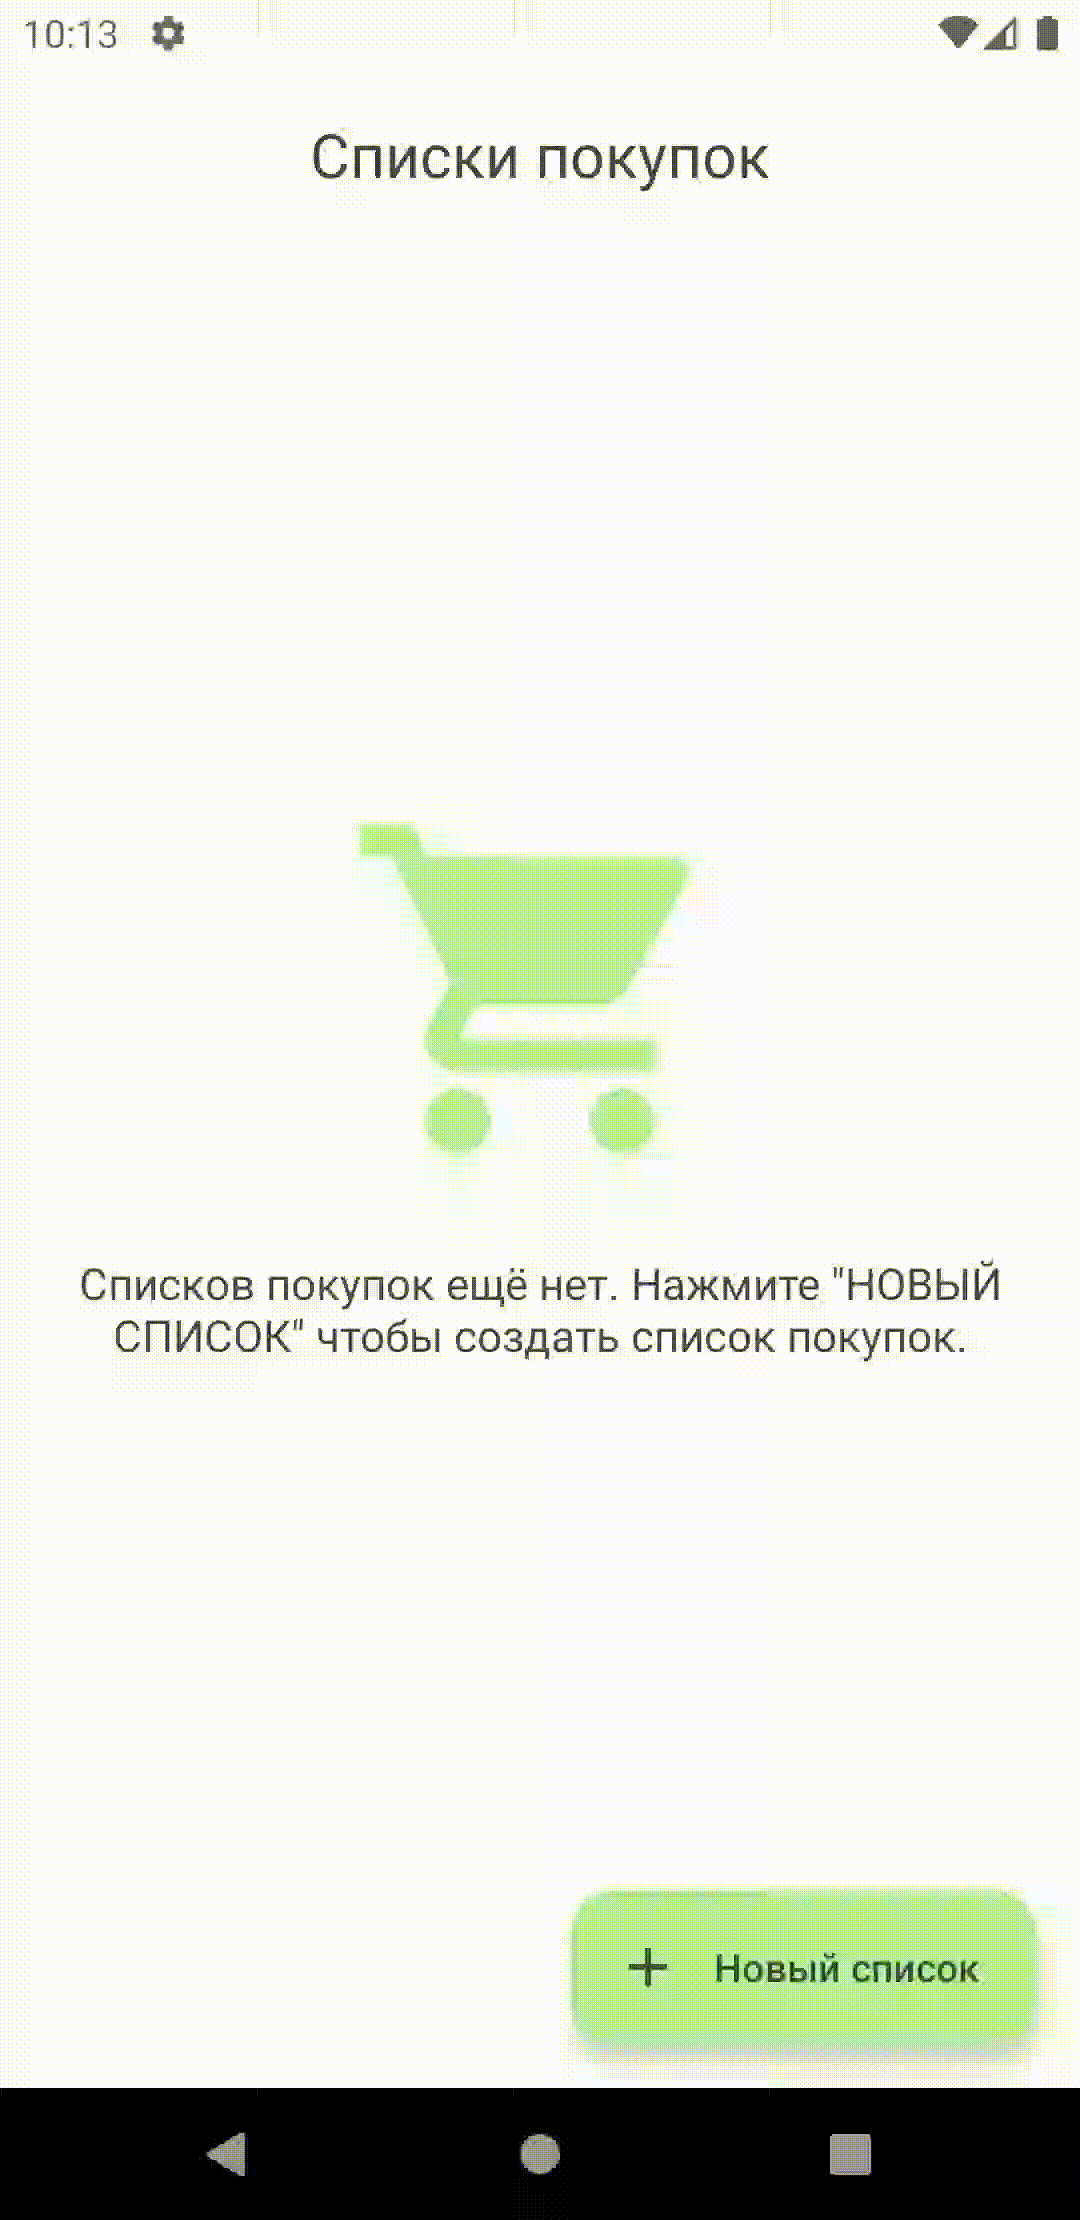 10:13
Списки покупок
Списков покупок ещё нет. Нажмите "НОВЫЙ
СПИСОК" чтобы создать список покупок.
Новый список